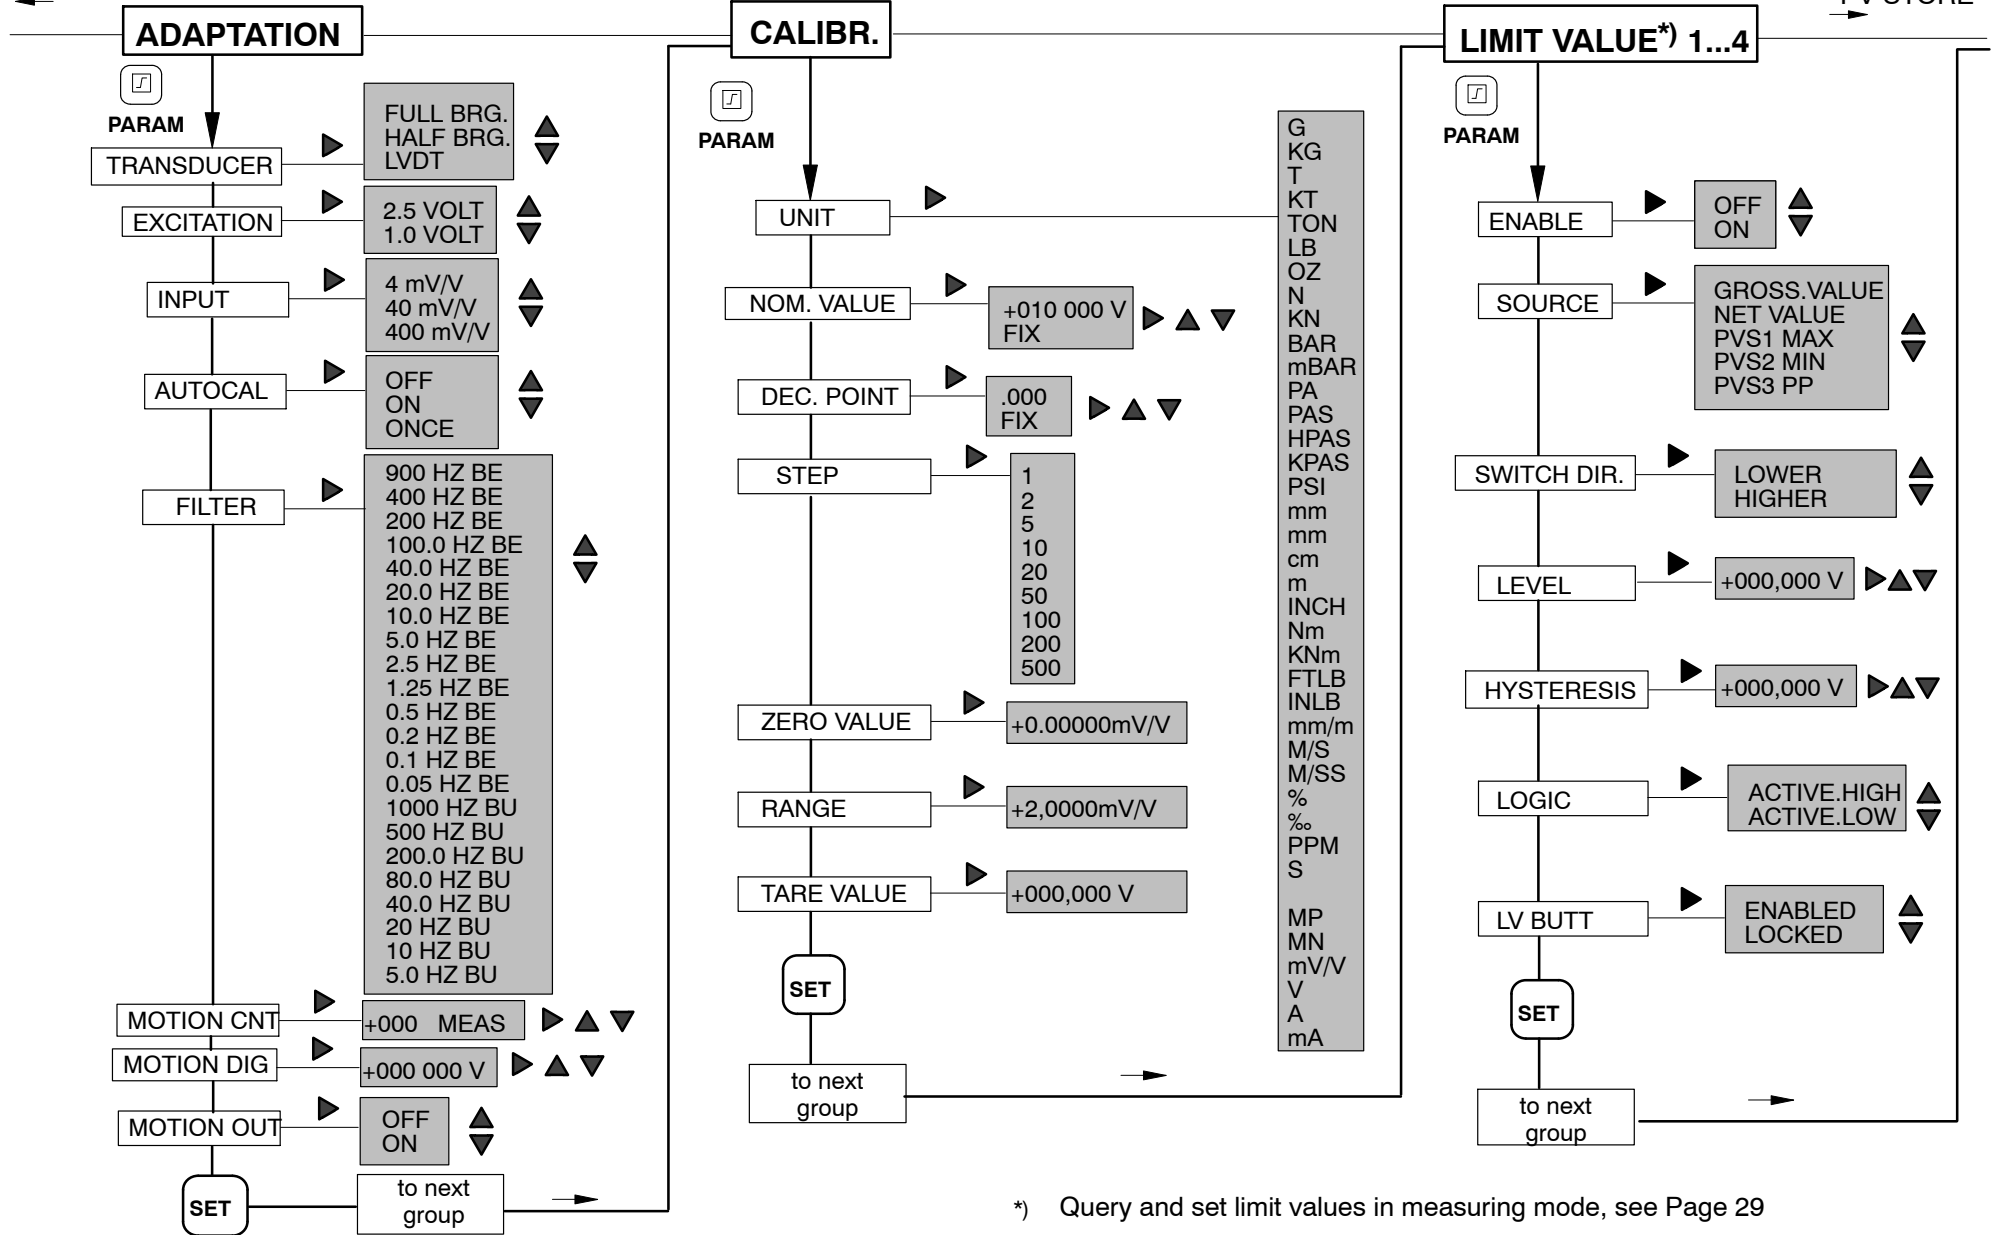 PV STORE
ADAPTATION
PARAM
TRANSDUCER
FULL BRG.
HALF BRG.
LVDT
EXCITATION
2.5 VOLT
1.0 VOLT
INPUT
4 mV/V
40 mV/V
400 mV/V
AUTOCAL
OFF
ON
ONCE
FILTER
900 HZ BE
400 HZ BE
200 HZ BE
100.0 HZ BE
40.0 HZ BE
20.0 HZ BE
10.0 HZ BE
5.0 HZ BE
2.5 HZ BE
1.25 HZ BE
0.5 HZ BE
0.2 HZ BE
0.1 HZ BE
0.05 HZ BE
1000 HZ BU
500 HZ BU
200.0 HZ BU
80.0 HZ BU
40.0 HZ BU
20 HZ BU
10 HZ BU
5.0 HZ BU
MOTION CNT
+000 MEAS
MOTION DIG
+000 000 V
MOTION OUT
OFF
ON
SET
to next
group
CALIBR.
PARAM
UNIT
G
KG
T
KT
TON
LB
OZ
N
KN
BAR
mBAR
PA
PAS
HPAS
KPAS
PSI
mm
mm
cm
m
INCH
Nm
KNm
FTLB
INLB
mm/m
M/S
M/SS
%
‰
PPM
S
MP
MN
mV/V
V
A
mA
NOM. VALUE
+010 000 V
FIX
DEC. POINT
.000
FIX
STEP
1
2
5
10
20
50
100
200
500
ZERO VALUE
+0.00000mV/V
RANGE
+2,0000mV/V
TARE VALUE
+000,000 V
SET
to next
group
LIMIT VALUE*) 1...4
PARAM
ENABLE
OFF
ON
SOURCE
GROSS.VALUE
NET VALUE
PVS1 MAX
PVS2 MIN
PVS3 PP
SWITCH DIR.
LOWER
HIGHER
LEVEL
+000,000 V
HYSTERESIS
+000,000 V
LOGIC
ACTIVE.HIGH
ACTIVE.LOW
LV BUTT
ENABLED
LOCKED
SET
to next
group
*) Query and set limit values in measuring mode, see Page 29